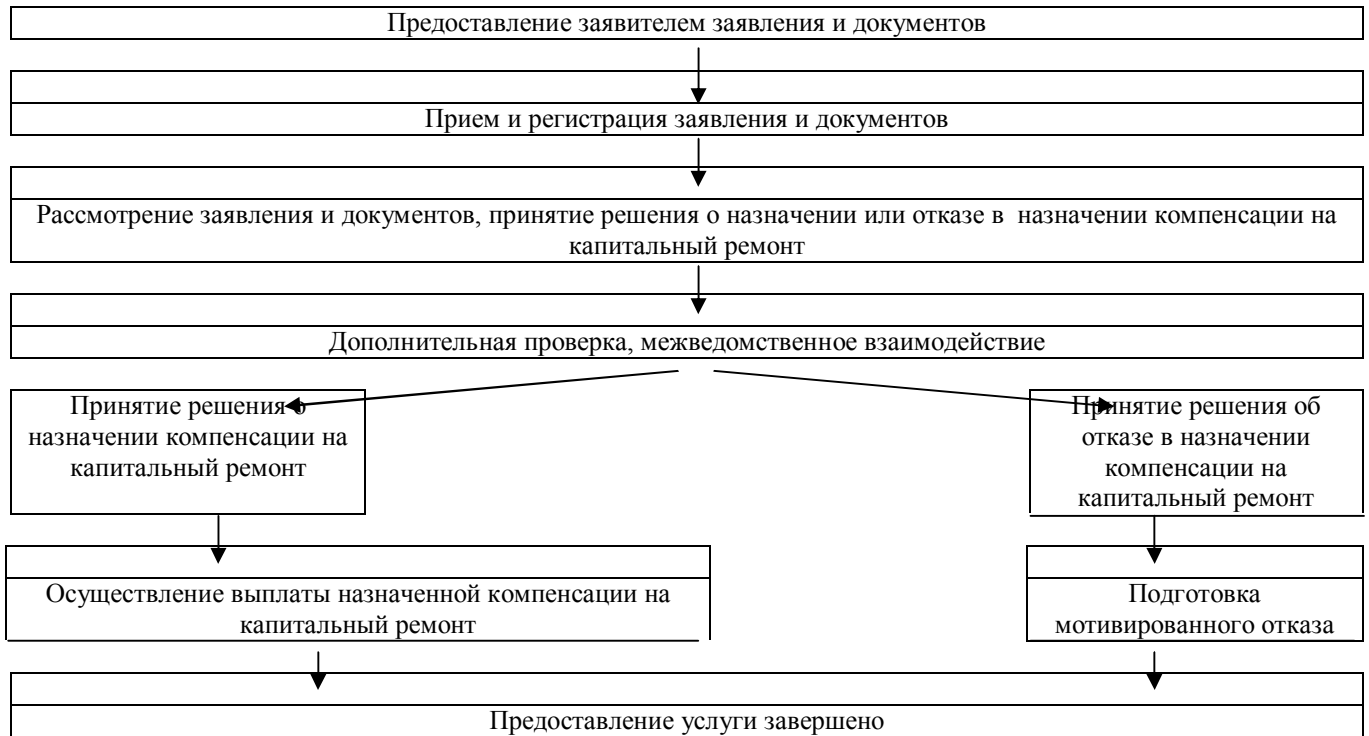 Предоставление заявителем заявления и документов
Прием и регистрация заявления и документов
Рассмотрение заявления и документов, принятие решения о назначении или отказе в назначении компенсации на
капитальный ремонт
Дополнительная проверка, межведомственное взаимодействие
Принятие решения о
назначении компенсации на
капитальный ремонт
Принятие решения об
отказе в назначении
компенсации на
капитальный ремонт
Осуществление выплаты назначенной компенсации на
капитальный ремонт
Подготовка
мотивированного отказа
Предоставление услуги завершено